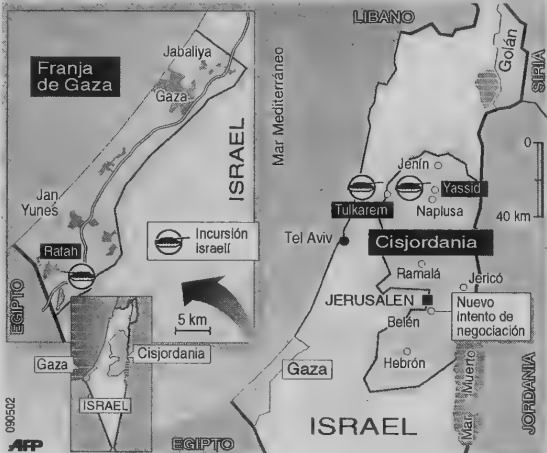 Franja
de Gaza
Jabaliya
Gaza
Jan
Yunes
Rafah
EGIPTO
ISRAEL
Incursión
israelí
5 km
Gaza
Cisjordania
ISRAEL
EGIPTO
090502
AFP
LIBANO
Mar Mediterráneo
Golán
SIRIA
0
40 km
Jenín
Yassid
Tulkarem
Naplusa
Tel Aviv
Cisjordania
Ramalá
Jericó
JERUSALEN
Nuevo
intento de
negociación
Belén
Hebrón
Gaza
Mar Muerto
JORDANIA
ISRAEL